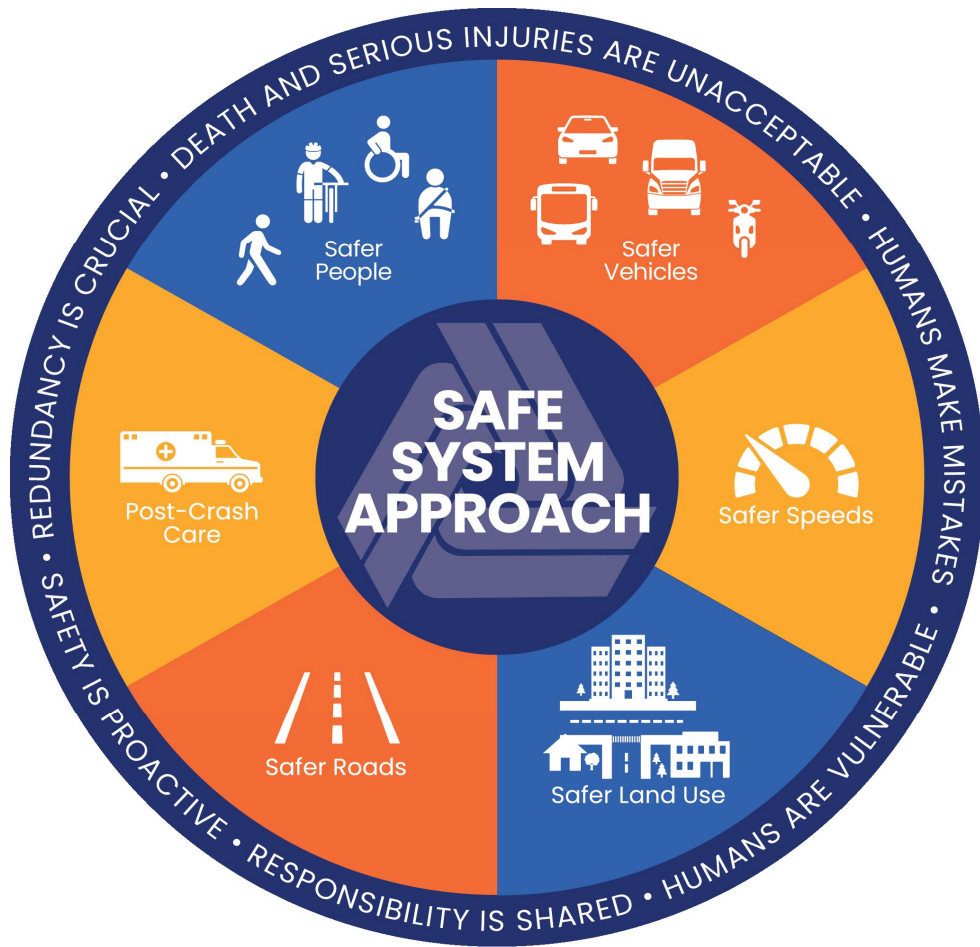 DEATH AND SERIOUS INJURIES ARE UNACCEPTABLE • HUMANS MAKE MISTAKES • HUMANS ARE VULNERABLE • RESPONSIBILITY IS SHARED • SAFETY IS PROACTIVE • REDUNDANCY IS CRUCIAL •
Safer
People
Safer
Vehicles
SAFE
SYSTEM
APPROACH
Post-Crash
Care
Safer Speeds
Safer Roads
Safer Land Use